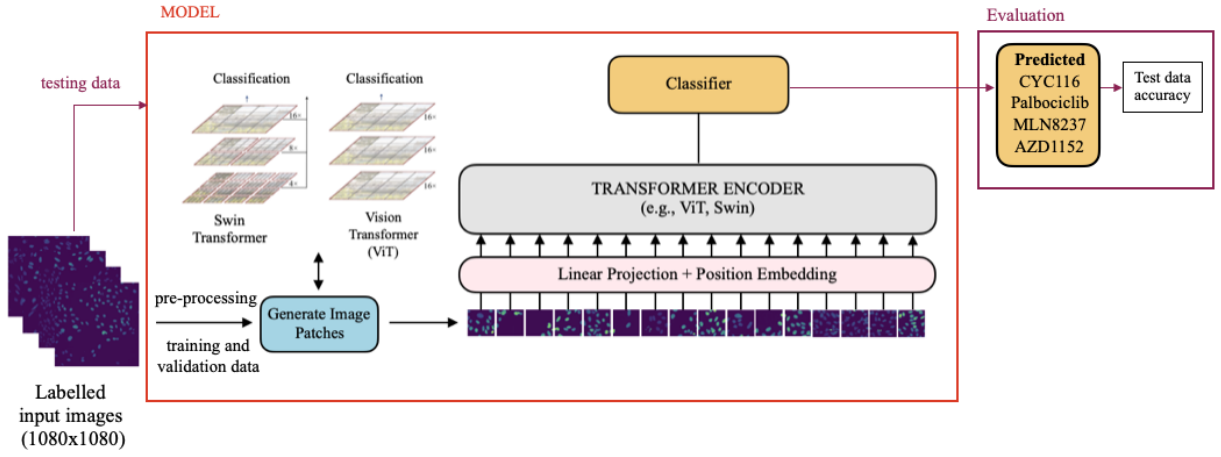 MODEL
Evaluation
testing data
Classification
Classification
16×
8×
4×
16×
16×
16×
Swin
Transformer
Vision
Transformer
(ViT)
Classifier
Predicted
CYC116
Palbociclib
MLN8237
AZD1152
Test data
accuracy
TRANSFORMER ENCODER
(e.g., ViT, Swin)
Linear Projection + Position Embedding
pre-processing
training and
validation data
Generate Image
Patches
Labelled
input images
(1080x1080)